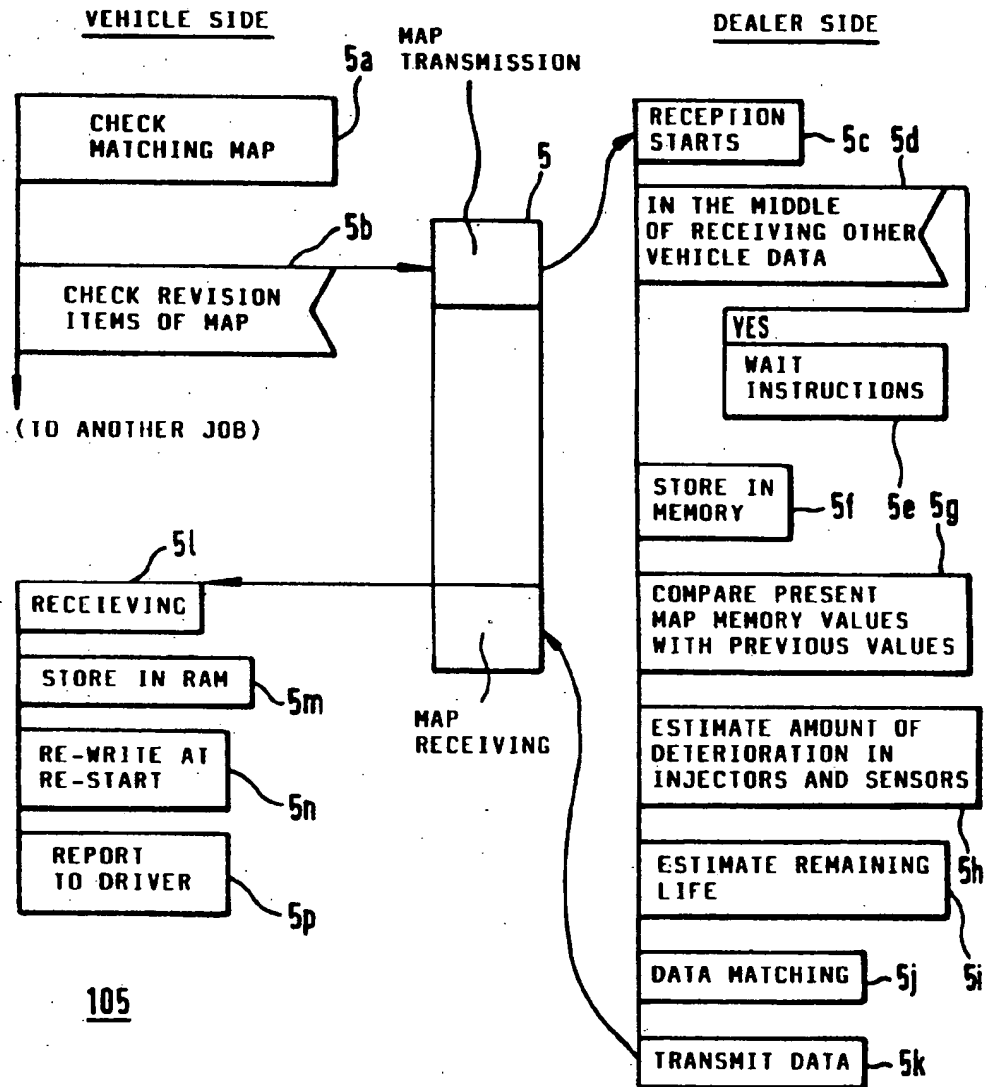 VEHICLE SIDE
DEALER SIDE
MAP
TRANSMISSION
5a
CHECK
MATCHING MAP
5
RECEPTION
STARTS
5c
5d
IN THE MIDDLE
OF RECEIVING OTHER
VEHICLE DATA
5b
CHECK REVISION
ITEMS OF MAP
YES
WAIT
INSTRUCTIONS
(TO ANOTHER JOB)
STORE IN
MEMORY
5f
5e
5g
5l
RECEIEVING
COMPARE PRESENT
MAP MEMORY VALUES
WITH PREVIOUS VALUES
STORE IN RAM
5m
MAP
RECEIVING
ESTIMATE AMOUNT OF
DETERIORATION IN
INJECTORS AND SENSORS
RE-WRITE AT
RE-START
5n
5h
REPORT
TO DRIVER
5p
ESTIMATE REMAINING
LIFE
5i
DATA MATCHING
5j
105
TRANSMIT DATA
5k